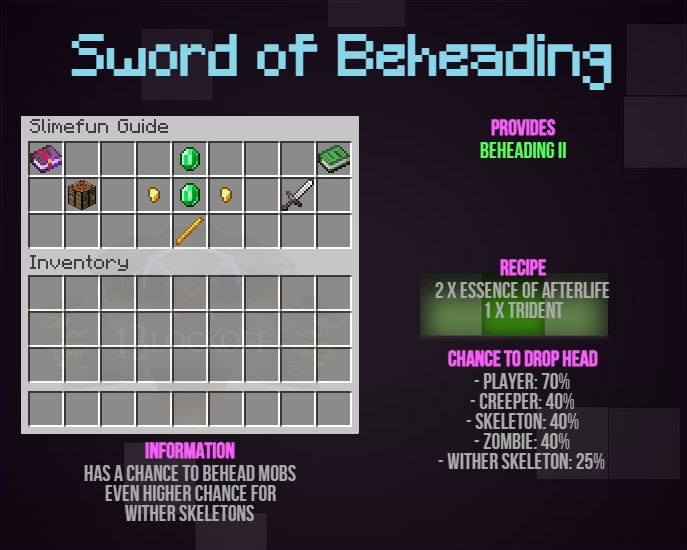 Sword of Beheading
Slimefun Guide
Inventory
INFORMATION
HAS A CHANCE TO BEHEAD MOBS
EVEN HIGHER CHANCE FOR
WITHER SKELETONS
PROVIDES
BEHEADING II
RECIPE
2 X ESSENCE OF AFTERLIFE
1 X TRIDENT
CHANCE TO DROP HEAD
- PLAYER: 70%
- CREEPER: 40%
- SKELETON: 40%
- ZOMBIE: 40%
- WITHER SKELETON: 25%